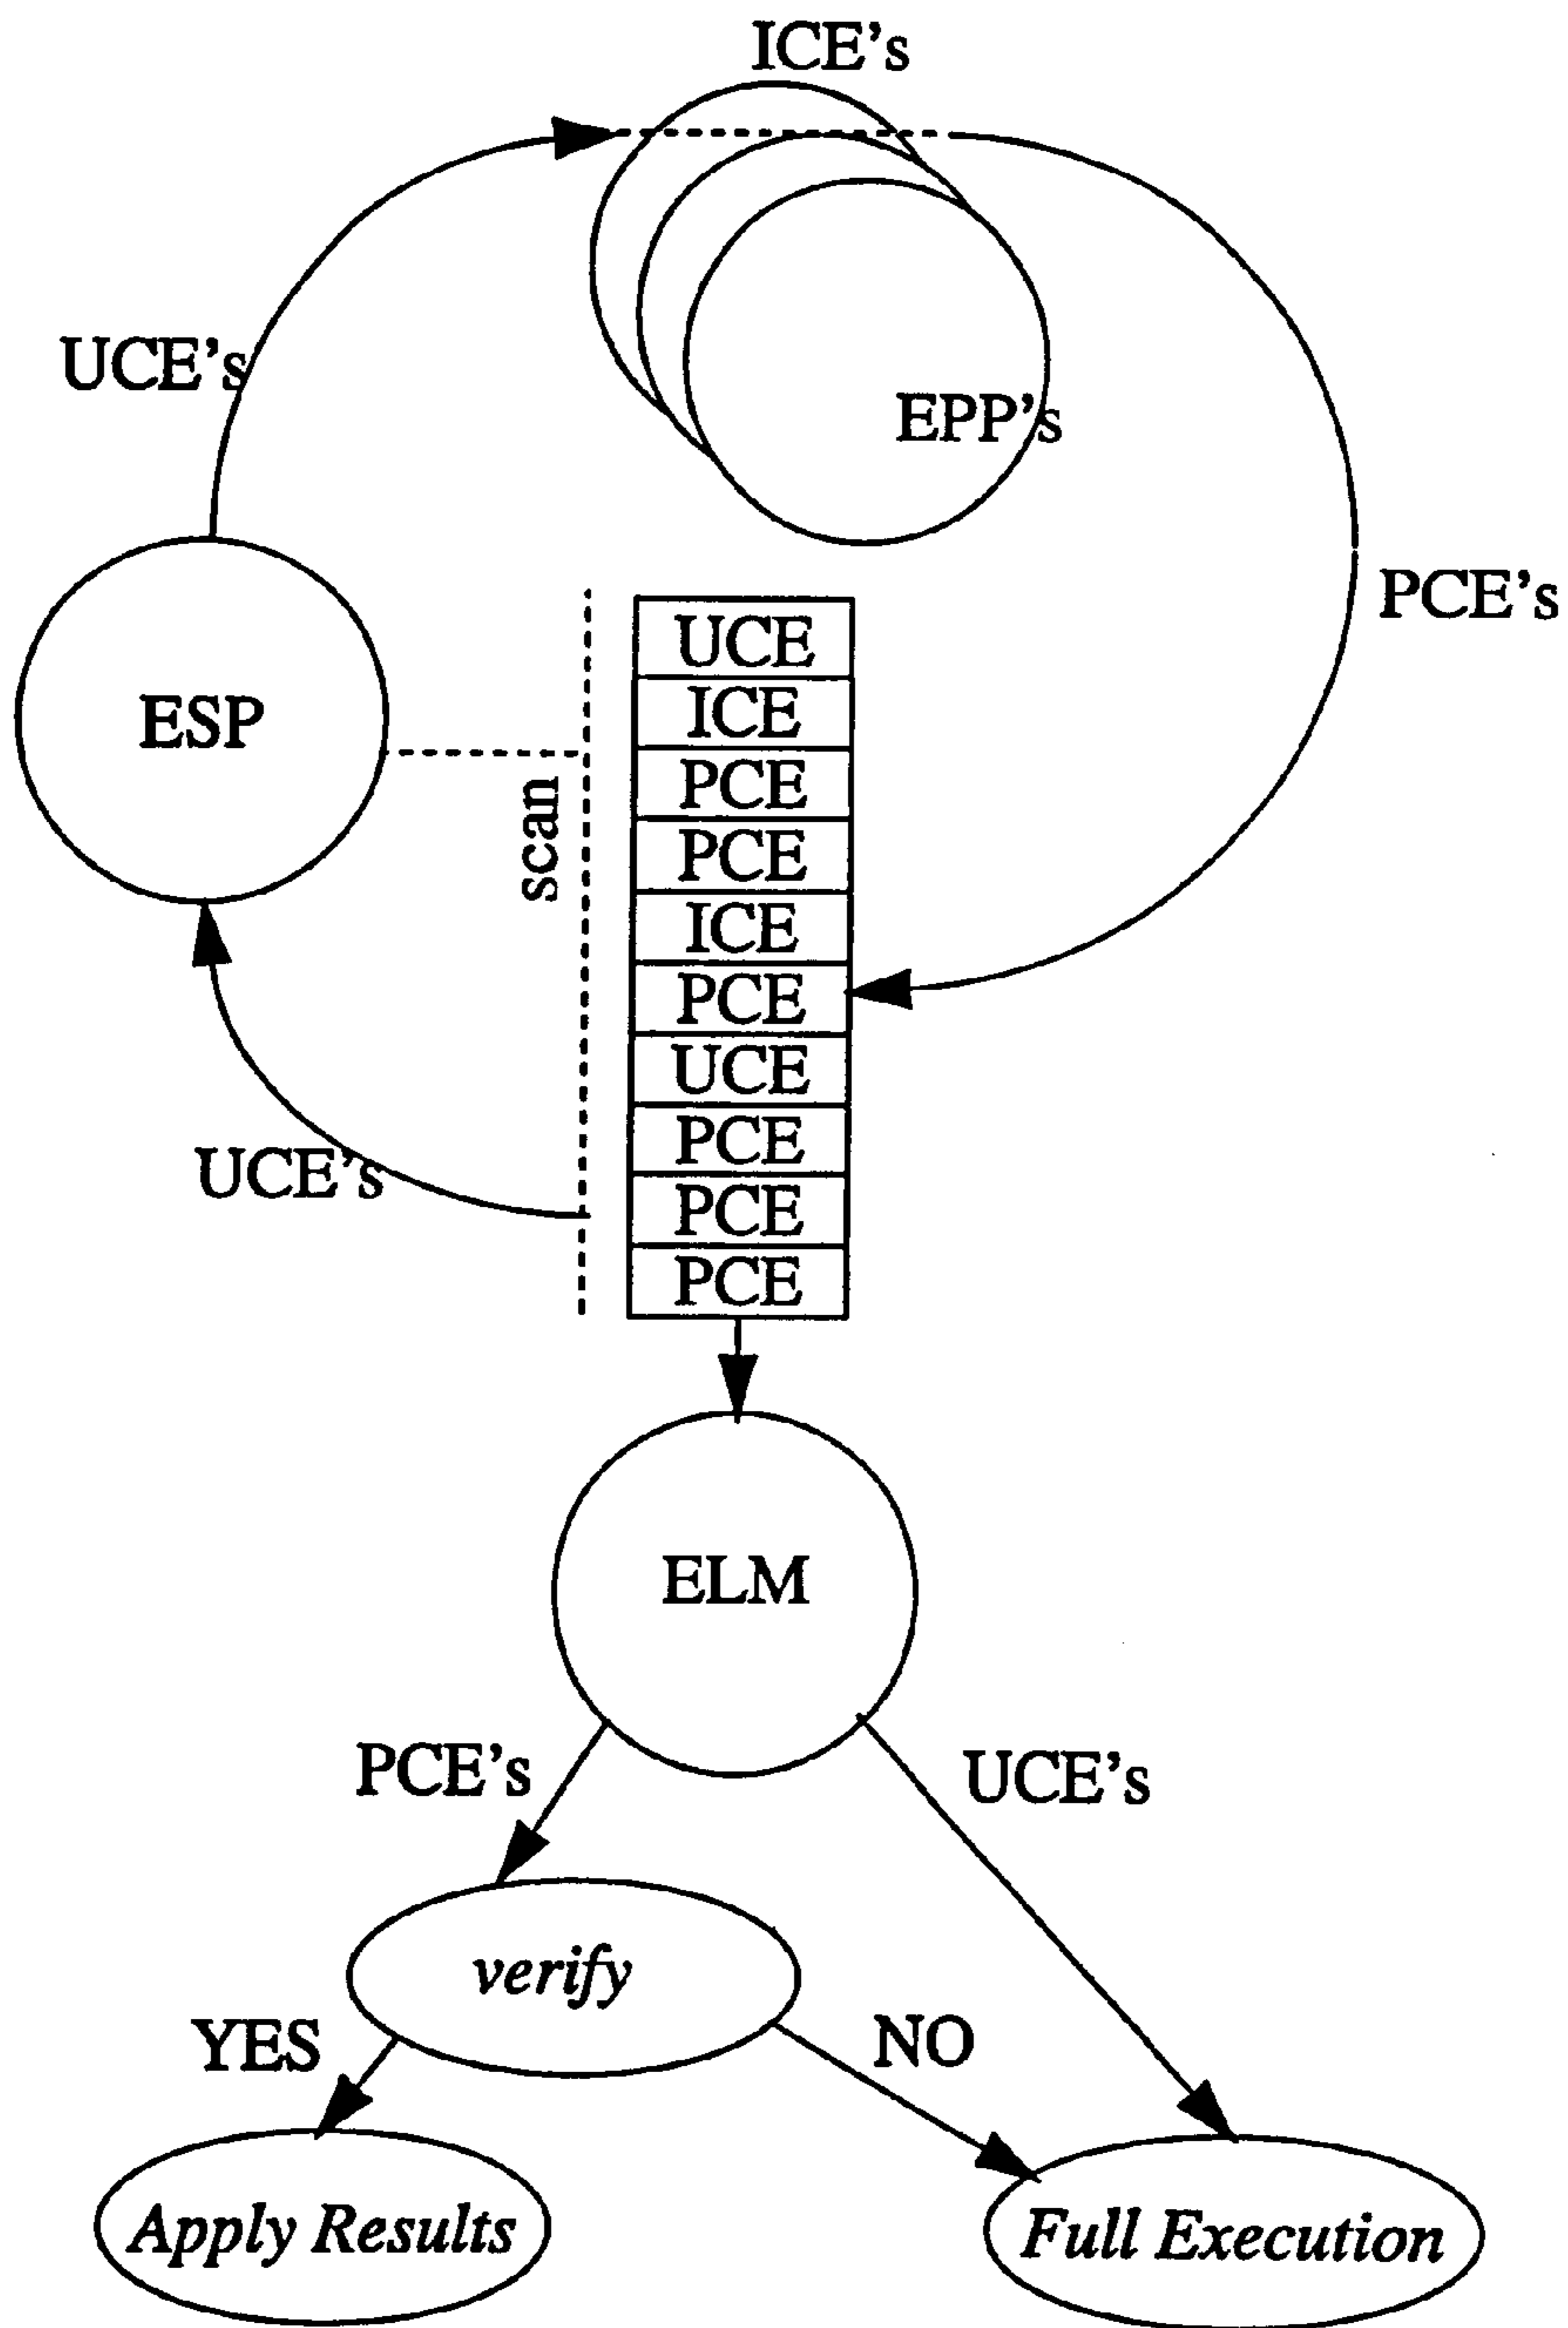 ICE's
UCE's
EPP's
PCE's
UCE
ICE
PCE
PCE
ICE
PCE
UCE
PCE
PCE
PCE
ESP
scan
UCE's
ELM
PCE's
UCE's
verify
YES
NO
Apply Results
Full Execution